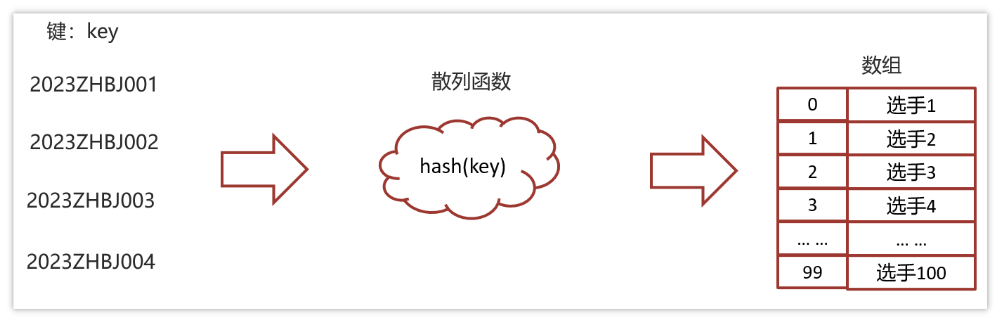 键：key
2023ZHBJ001
2023ZHBJ002
2023ZHBJ003
2023ZHBJ004
散列函数
hash(key)
数组
0 选手1
1 选手2
2 选手3
3 选手4
... ... ... ...
99 选手100